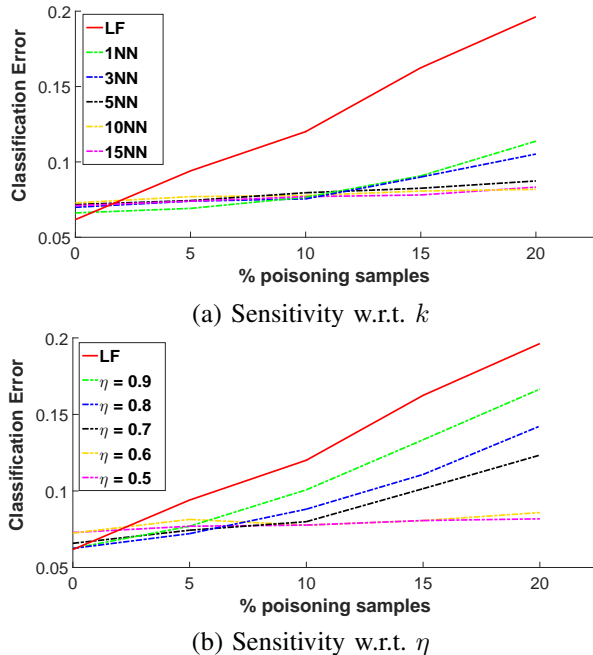 0.2
LF
1NN
3NN
5NN
10NN
15NN
0.15
0.1
0.05
Classification Error
0 5 10 15 20
% poisoning samples
(a) Sensitivity w.r.t. k
0.2
LF
η = 0.9
η = 0.8
η = 0.7
η = 0.6
η = 0.5
0.15
0.1
0.05
Classification Error
0 5 10 15 20
% poisoning samples
(b) Sensitivity w.r.t. η